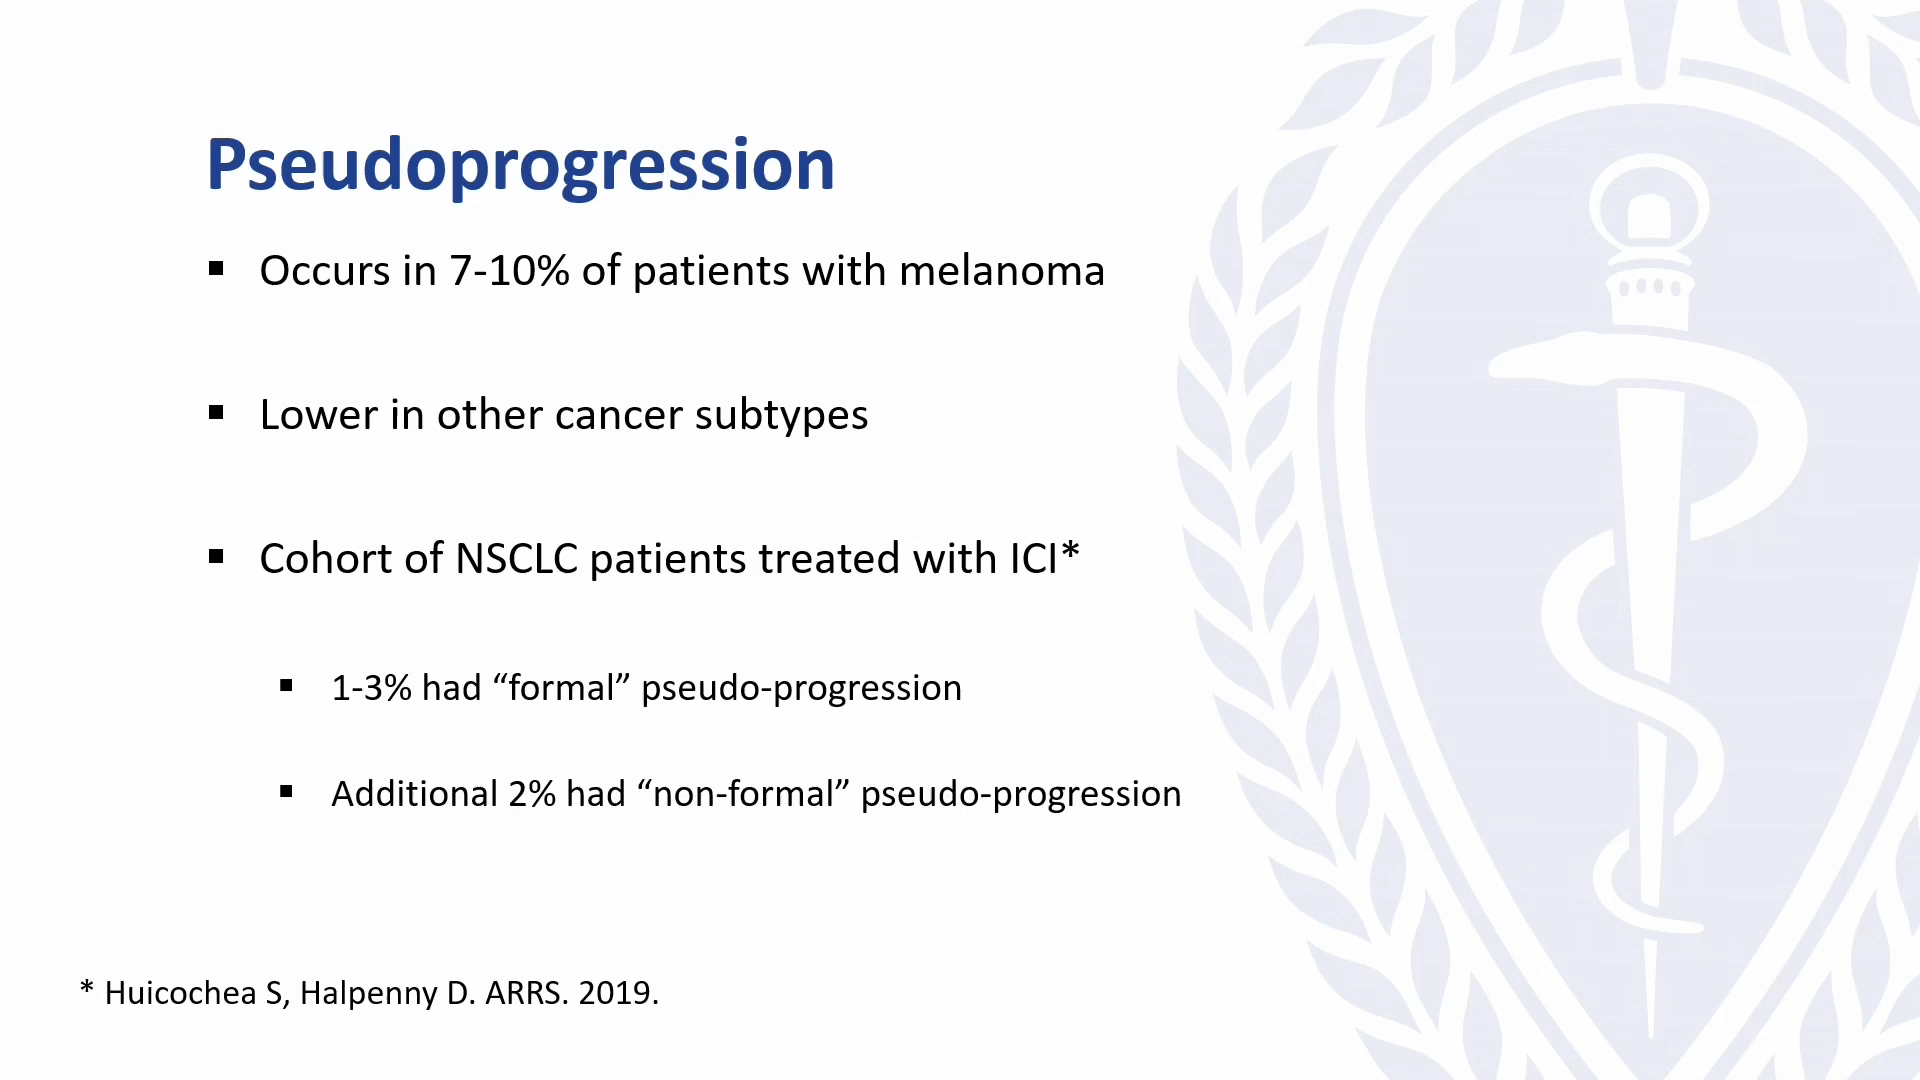 Pseudoprogression
▪ Occurs in 7-10% of patients with melanoma
▪ Lower in other cancer subtypes
▪ Cohort of NSCLC patients treated with ICI*
▪ 1-3% had “formal” pseudo-progression
▪ Additional 2% had “non-formal” pseudo-progression
* Huicochea S, Halpenny D. ARRS. 2019.